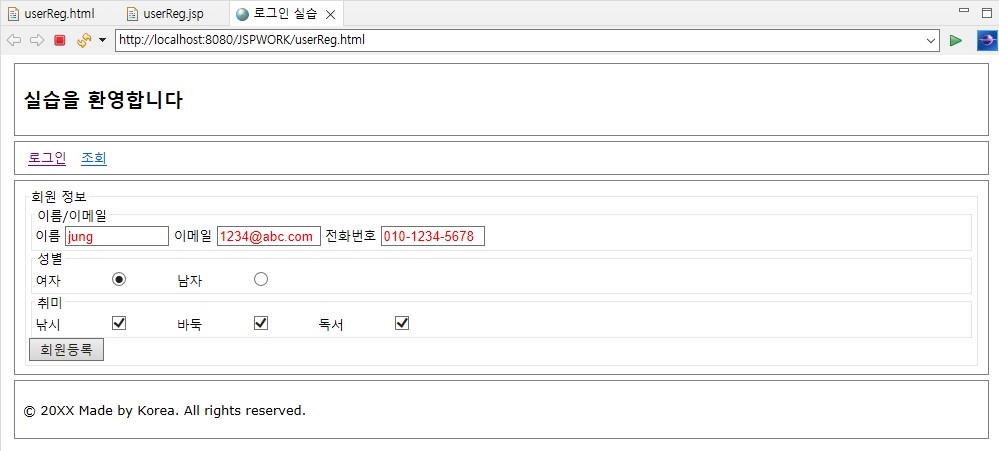 userReg.html userReg.jsp 로그인 실습
http://localhost:8080/JSPWORK/userReg.html
실습을 환영합니다
로그인 조회
회원 정보
이름/이메일
이름 jung 이메일 1234@abc.com 전화번호 010-1234-5678
성별
여자 남자
취미
낚시 바둑 독서
회원등록
© 20XX Made by Korea. All rights reserved.